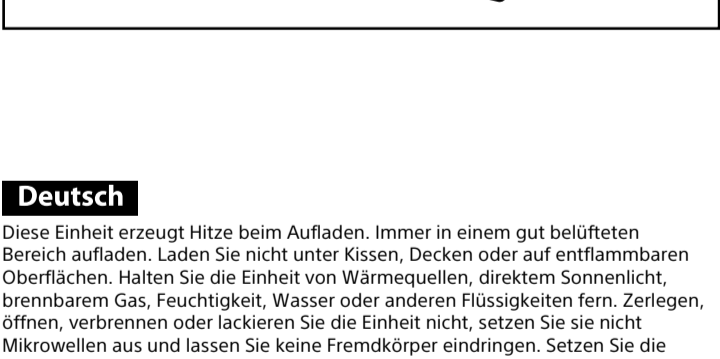 Deutsch
Diese Einheit erzeugt Hitze beim Aufladen. Immer in einem gut belüfteten
Bereich aufladen. Laden Sie nicht unter Kissen, Decken oder auf entflammbaren
Oberflächen. Halten Sie die Einheit von Wärmequellen, direktem Sonnenlicht,
brennbarem Gas, Feuchtigkeit, Wasser oder anderen Flüssigkeiten fern. Zerlegen,
öffnen, verbrennen oder lackieren Sie die Einheit nicht, setzen Sie sie nicht
Mikrowellen aus und lassen Sie keine Fremdkörper eindringen. Setzen Sie die